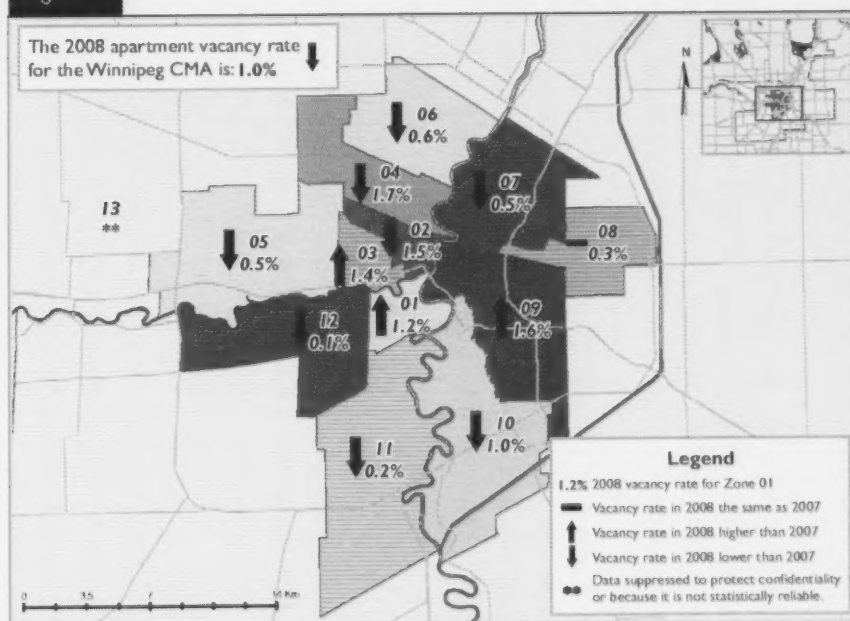 The 2008 apartment vacancy rate
for the Winnipeg CMA is: 1.0%
N
06
0.6%
04
1.7%
07
0.5%
13
**
05
0.5%
03
1.4%
02
1.5%
08
0.3%
12
0.1%
01
1.2%
09
1.6%
11
0.2%
10
1.0%
Legend
1.2% 2008 vacancy rate for Zone 01
Vacancy rate in 2008 the same as 2007
Vacancy rate in 2008 higher than 2007
Vacancy rate in 2008 lower than 2007
** Data suppressed to protect confidentiality
or because it is not statistically reliable.
0 3.5 7 14 Km